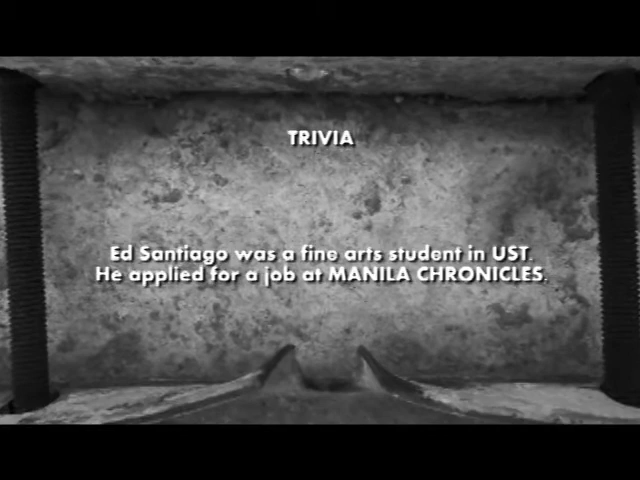 TRIVIA
Ed Santiago was a fine arts student in UST.
He applied for a job at MANILA CHRONICLES.